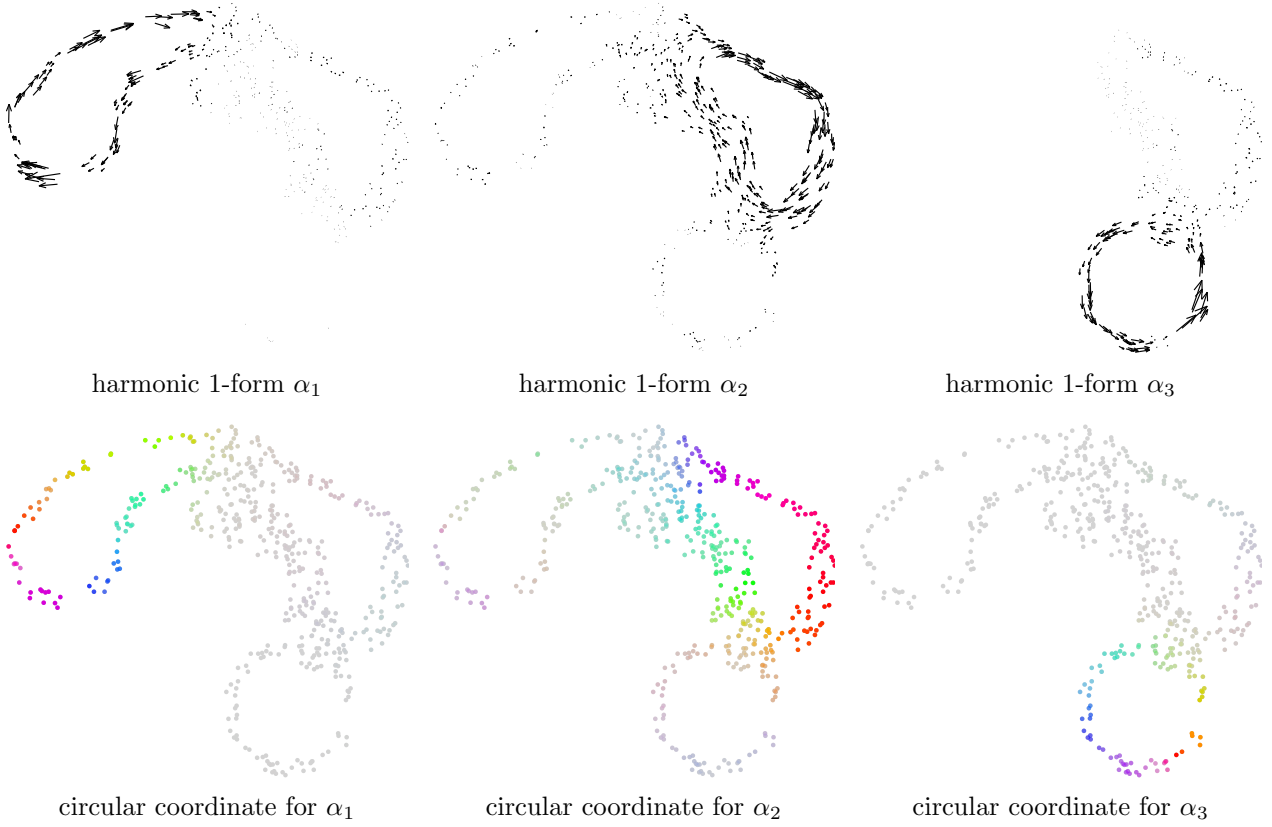 harmonic 1-form α₁ harmonic 1-form α₂ harmonic 1-form α₃
circular coordinate for α₁ circular coordinate for α₂ circular coordinate for α₃